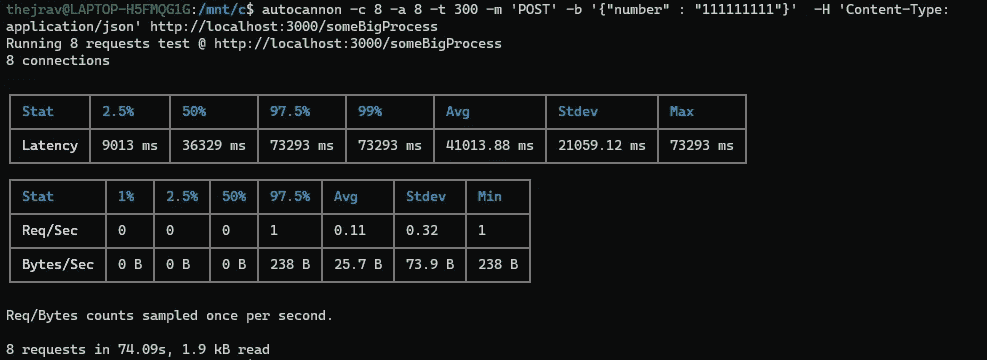 thejrav@LAPTOP-H5FMQG1G:/mnt/c$ autocannon -c 8 -a 8 -t 300 -m 'POST' -b '{"number" : "111111111"}'  -H 'Content-Type:
application/json' http://localhost:3000/someBigProcess
Running 8 requests test @ http://localhost:3000/someBigProcess
8 connections
Stat 2.5% 50% 97.5% 99% Avg Stdev Max
Latency 9013 ms 36329 ms 73293 ms 73293 ms 41013.88 ms 21059.12 ms 73293 ms
Stat 1% 2.5% 50% 97.5% Avg Stdev Min
Req/Sec 0 0 0 1 0.11 0.32 1
Bytes/Sec 0 B 0 B 0 B 238 B 25.7 B 73.9 B 238 B
Req/Bytes counts sampled once per second.
8 requests in 74.09s, 1.9 kB read